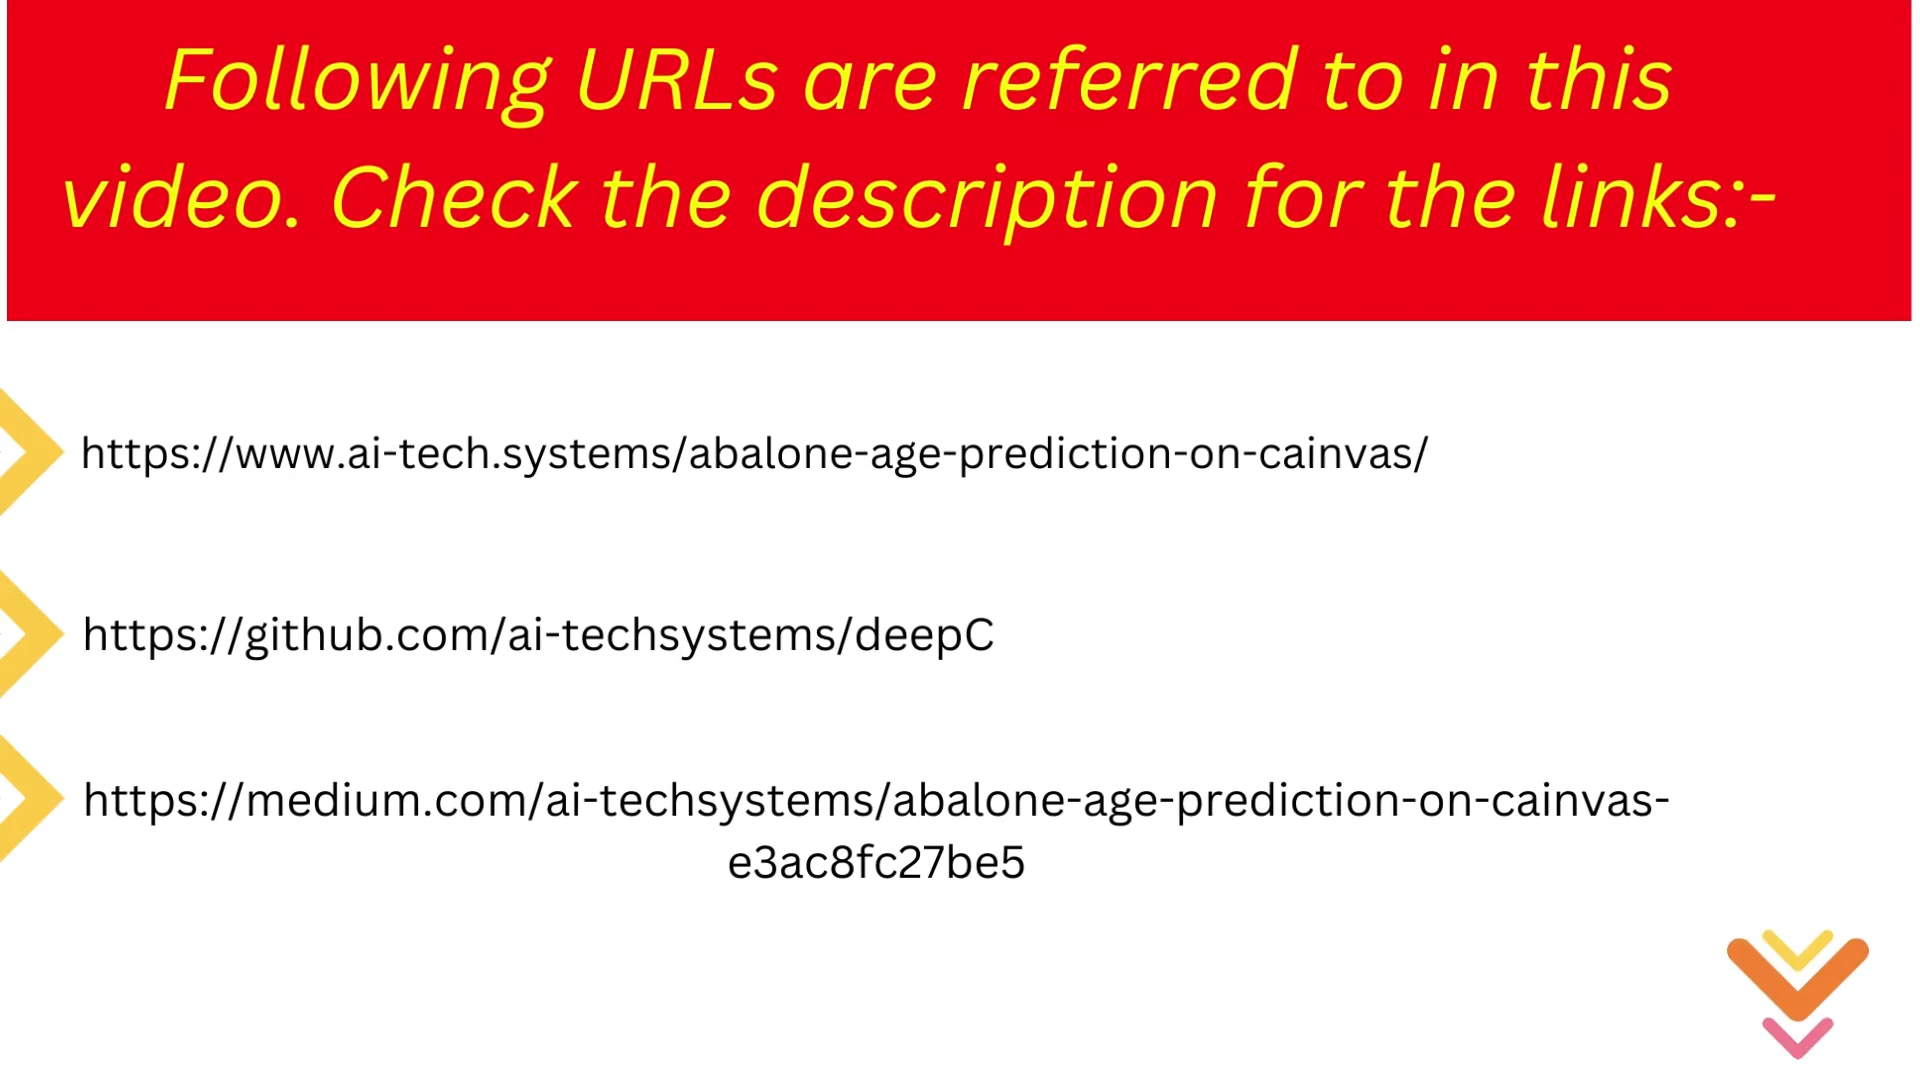 Following URLs are referred to in this
video. Check the description for the links:-
https://www.ai-tech.systems/abalone-age-prediction-on-cainvas/
https://github.com/ai-techsystems/deepC
https://medium.com/ai-techsystems/abalone-age-prediction-on-cainvas-
e3ac8fc27be5